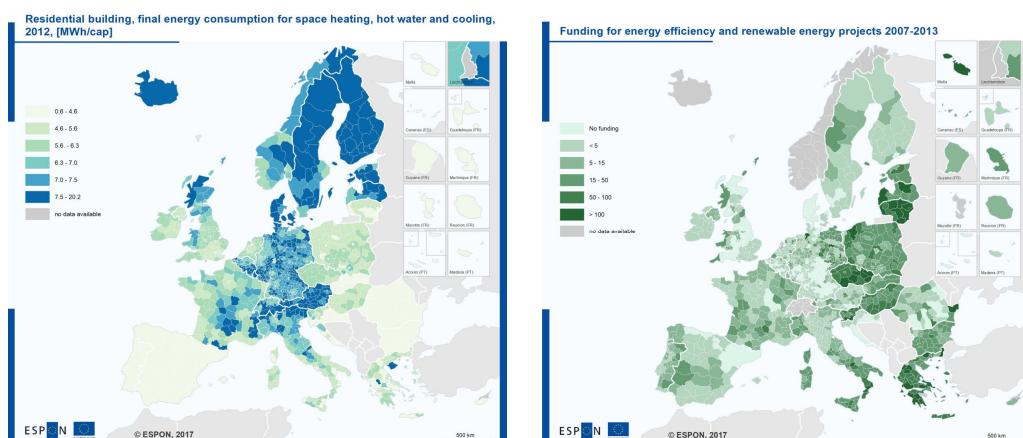 Residential building, final energy consumption for space heating, hot water and cooling,
2012, [MWh/cap]
0.6 - 4.6
4.6 - 5.6
5.6. - 6.3
6.3 - 7.0
7.0 - 7.5
7.5 - 20.2
no data available
Malta
Liechtenstein
Canarias (ES)
Guadeloupe (FR)
Guyane (FR)
Martinique (FR)
Mayotte (FR)
Reunion (FR)
Acores (PT)
Madeira (PT)
ESPON
© ESPON, 2017
500 km
Funding for energy efficiency and renewable energy projects 2007-2013
No funding
< 5
5 - 15
15 - 50
50 - 100
> 100
no data available
Malta
Liechtenstein
Canarias (ES)
Guadeloupe (FR)
Guyane (FR)
Martinique (FR)
Mayotte (FR)
Reunion (FR)
Acores (PT)
Madeira (PT)
ESPON
© ESPON, 2017
500 km